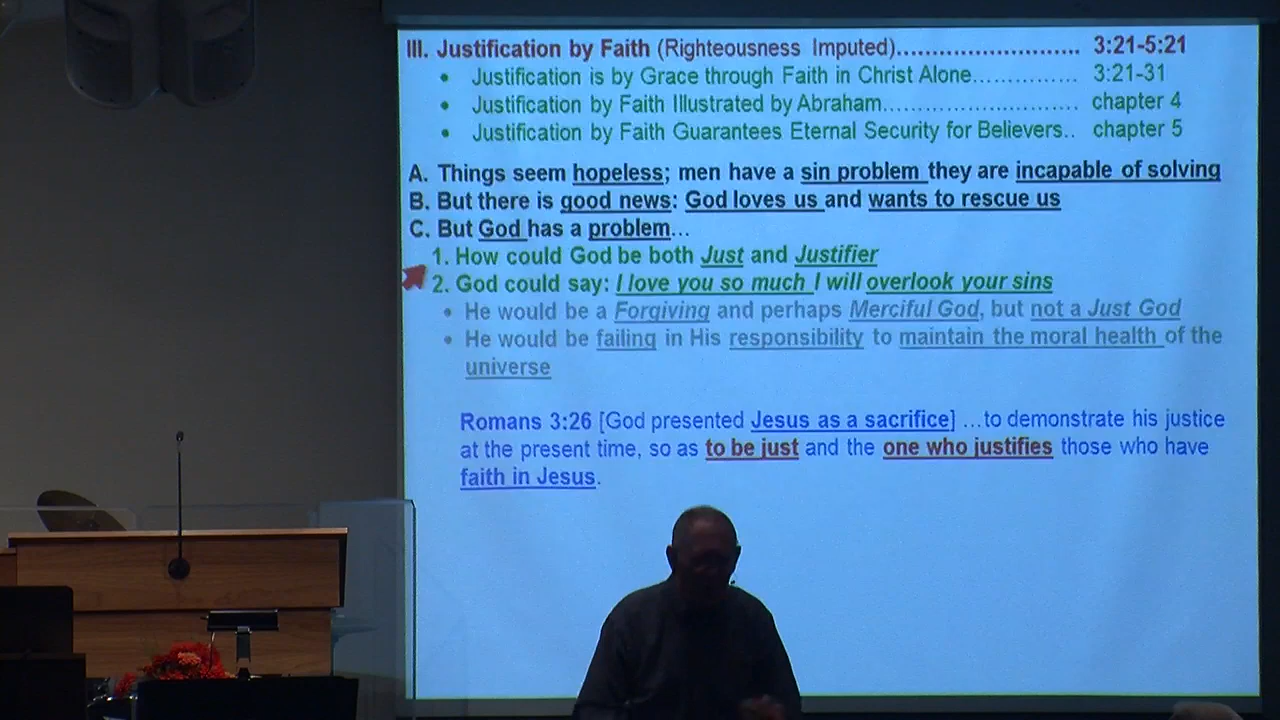 III. Justification by Faith (Righteousness Imputed)........................... 3:21-5:21
• Justification is by Grace through Faith in Christ Alone............... 3:21-31
• Justification by Faith Illustrated by Abraham............................ chapter 4
• Justification by Faith Guarantees Eternal Security for Believers.. chapter 5
A. Things seem hopeless; men have a sin problem they are incapable of solving
B. But there is good news: God loves us and wants to rescue us
C. But God has a problem…
1. How could God be both Just and Justifier
2. God could say: I love you so much I will overlook your sins
• He would be a Forgiving and perhaps Merciful God, but not a Just God
• He would be failing in His responsibility to maintain the moral health of the
universe
Romans 3:26 [God presented Jesus as a sacrifice] …to demonstrate his justice
at the present time, so as to be just and the one who justifies those who have
faith in Jesus.